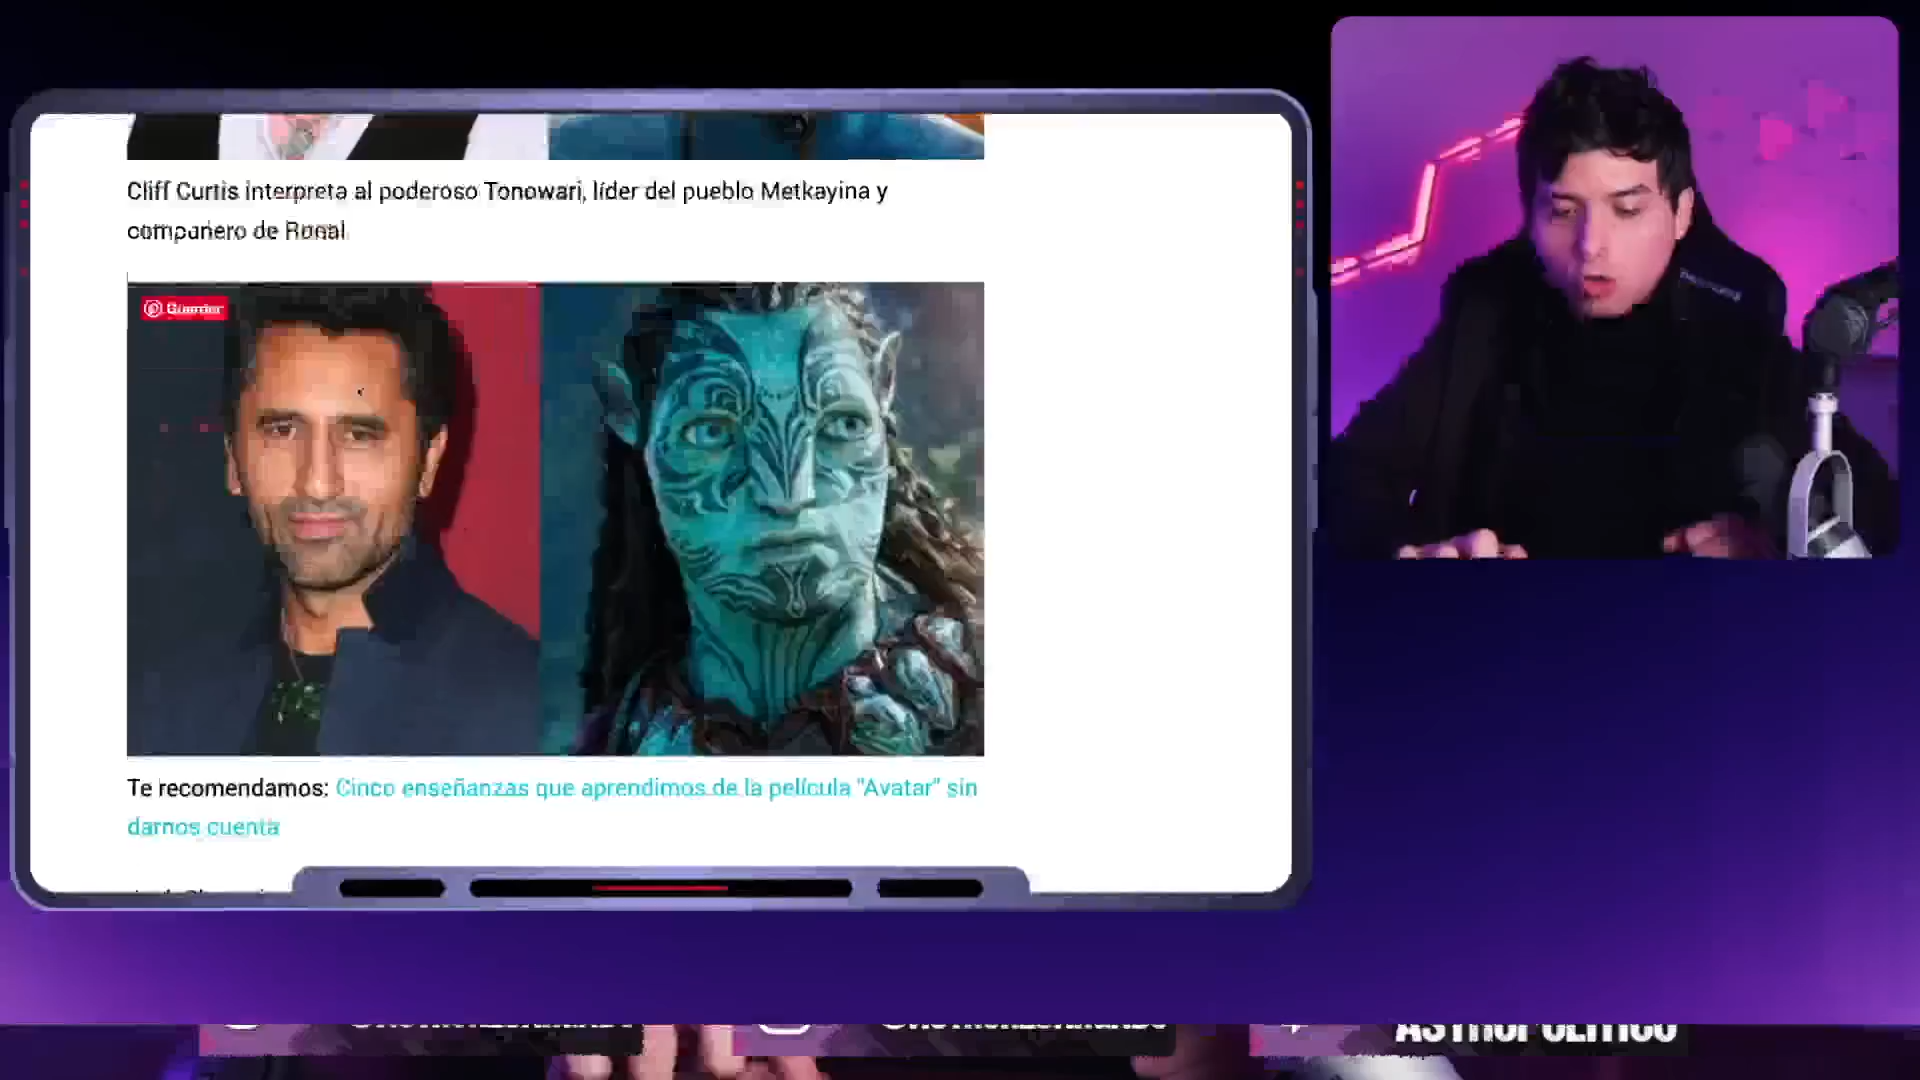 Cliff Curtis interpreta al poderoso Tonowari, líder del pueblo Metkayina y
compañero de Ronal.
Guardar
Te recomendamos: Cinco enseñanzas que aprendimos de la película "Avatar" sin
darnos cuenta
ASTROPOLÍTICO